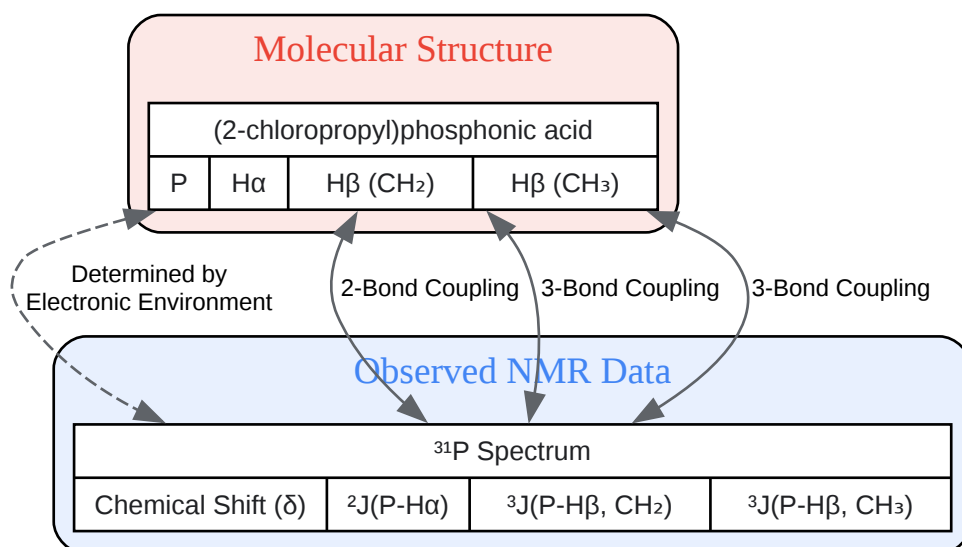 Molecular Structure
(2-chloropropyl)phosphonic acid
P Hα Hβ (CH₂) Hβ (CH₃)
Determined by
Electronic Environment
2-Bond Coupling
3-Bond Coupling
3-Bond Coupling
Observed NMR Data
³¹P Spectrum
Chemical Shift (δ) ²J(P-Hα) ³J(P-Hβ, CH₂) ³J(P-Hβ, CH₃)